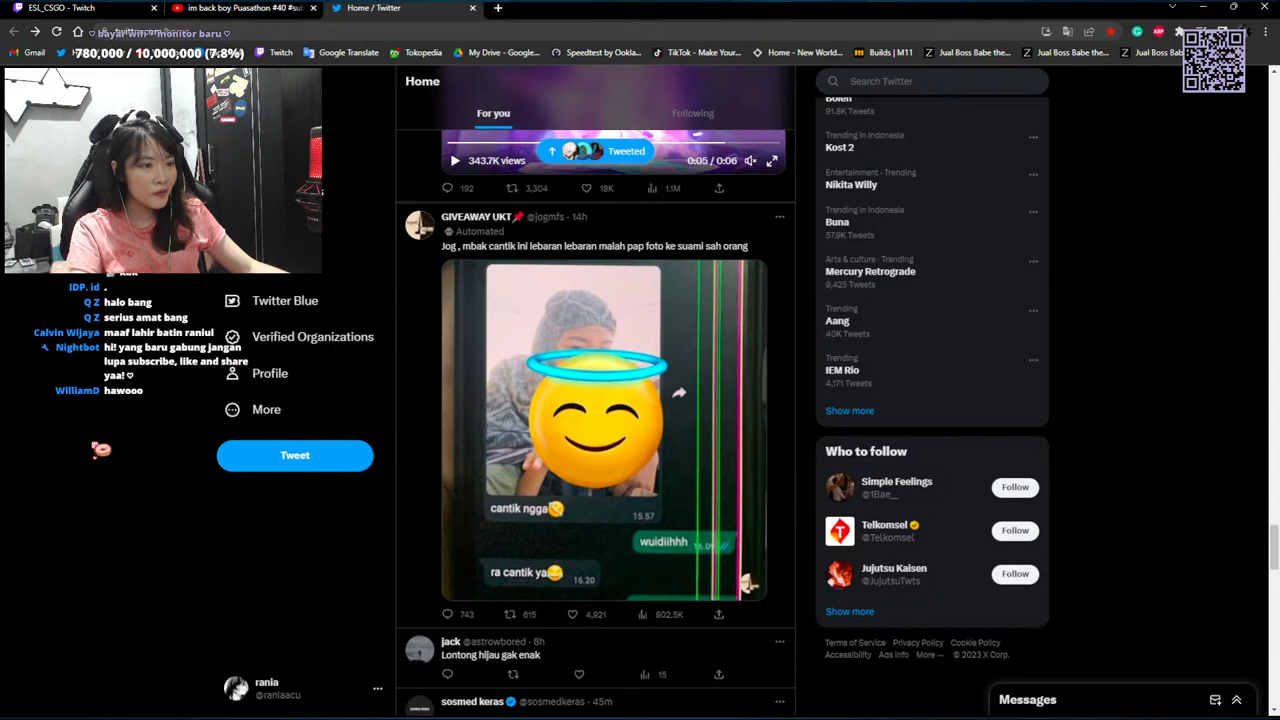 ESL_CSGO - Twitch
im back boy Puasathon #40 #su
Home / Twitter
♡ bayar wifi + monitor baru ♡
780,000 / 10,000,000 (7.8%)
Gmail
Twitch
Google Translate
Tokopedia
My Drive - Google...
Speedtest by Ookla...
TikTok - Make Your...
Home - New World...
Builds | M11
Jual Boss Babe the...
Jual Boss Babe the...
Jual Boss Babe the...
IDP. id .
Q Z halo bang
Q Z serius amat bang
Calvin Wijaya maaf lahir batin raniul
Nightbot hi! yang baru gabung jangan
lupa subscribe, like and share
yaa! ♡
WilliamD hawooo
Twitter Blue
Verified Organizations
Profile
More
Tweet
rania
@raniaacu
Home
For you
Following
Tweeted
343.7K views
0:05 / 0:06
192
3,304
18K
1.1M
GIVEAWAY UKT📌 @jogmfs · 14h
Automated
Jog , mbak cantik ini lebaran lebaran malah pap foto ke suami sah orang
cantik ngga
15.57
wuidiihhh
ra cantik ya😂
16.20
743
615
4,921
802.5K
jack @astrowbored · 8h
Lontong hijau gak enak
15
sosmed keras @sosmedkeras · 45m
Search Twitter
91.8K Tweets
Trending in Indonesia
Kost 2
Entertainment · Trending
Nikita Willy
Trending in Indonesia
Buna
57.9K Tweets
Arts & culture · Trending
Mercury Retrograde
9,425 Tweets
Trending
Aang
40K Tweets
Trending
IEM Rio
4,171 Tweets
Show more
Who to follow
Simple Feelings
@1Bae__
Follow
Telkomsel
@Telkomsel
Follow
Jujutsu Kaisen
@JujutsuTwts
Follow
Show more
Terms of Service Privacy Policy Cookie Policy
Accessibility Ads info More ··· © 2023 X Corp.
Messages